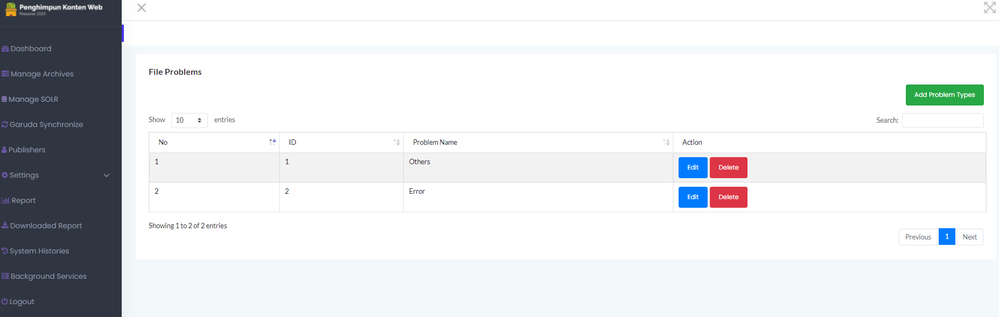 Penghimpun Konten Web
Perpusnas 2020
Dashboard
Manage Archives
Manage SOLR
Garuda Synchronize
Publishers
Settings
Report
Downloaded Report
System Histories
Background Services
Logout
File Problems
Add Problem Types
Show 10 entries
Search:
No ID Problem Name Action
1 1 Others Edit Delete
2 2 Error Edit Delete
Showing 1 to 2 of 2 entries
Previous 1 Next